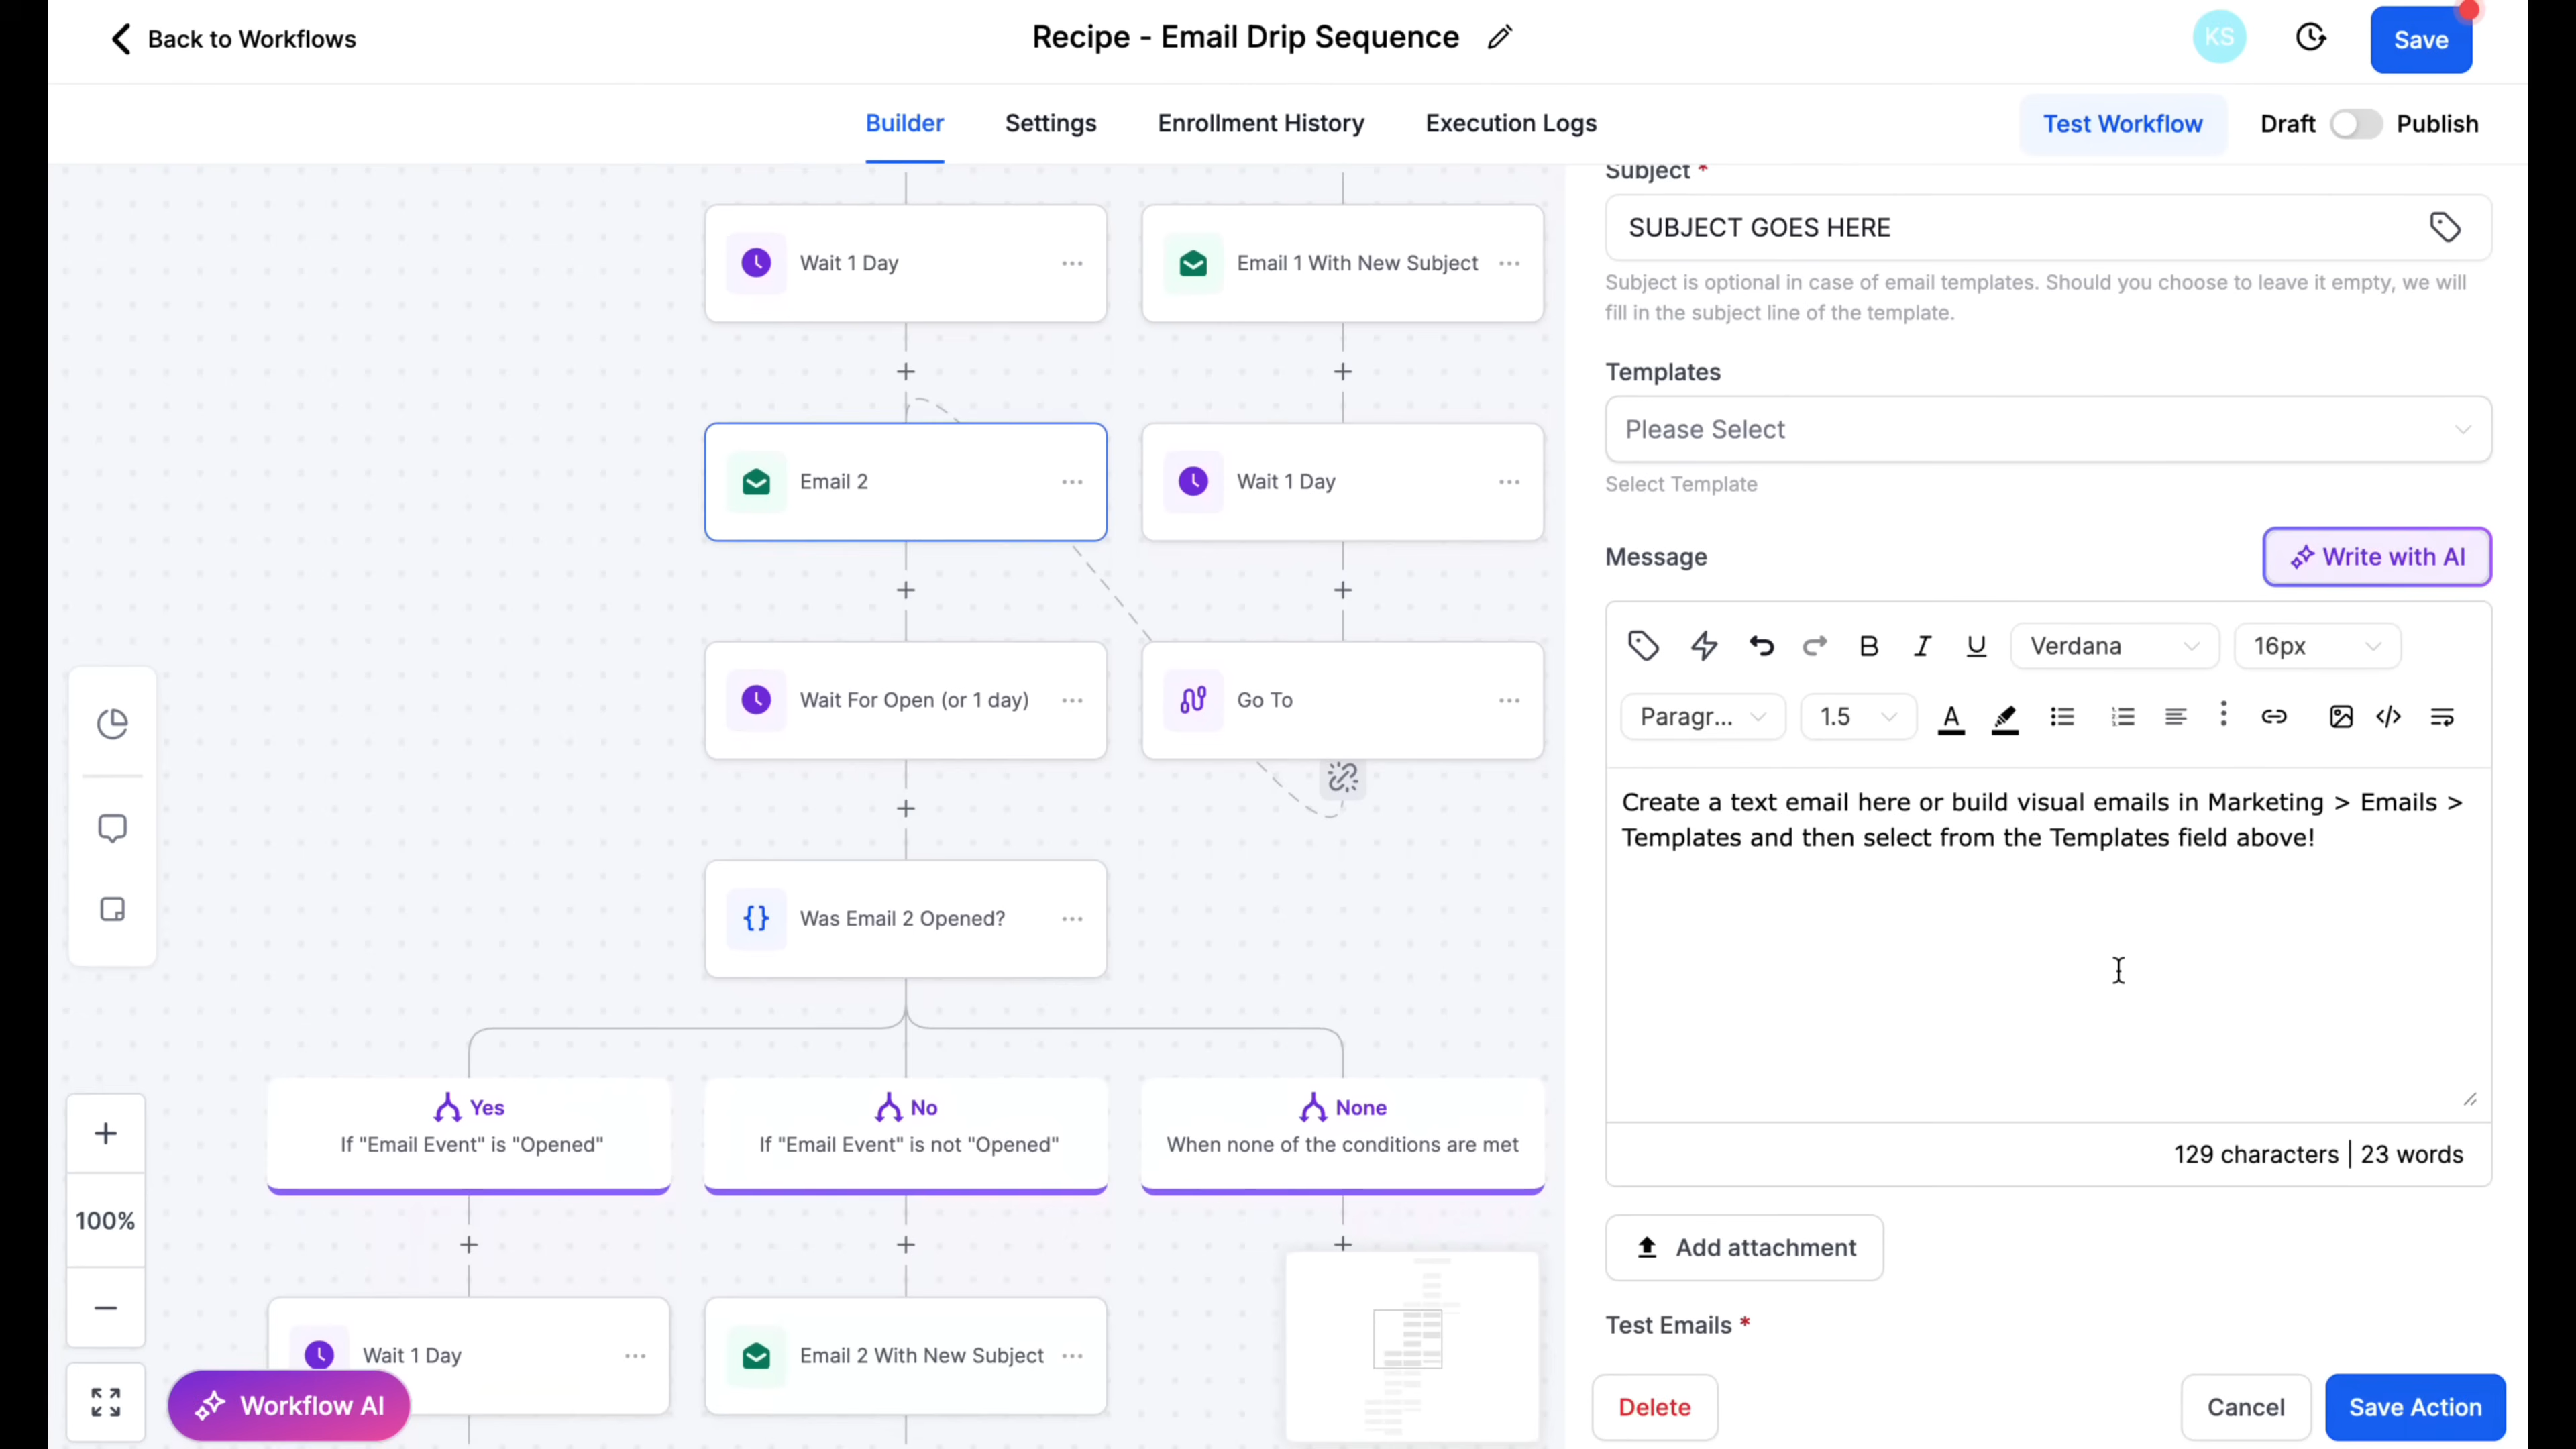 Back to Workflows
Recipe - Email Drip Sequence
KS
Save
Builder
Settings
Enrollment History
Execution Logs
Test Workflow
Draft
Publish
Wait 1 Day
Email 1 With New Subject
Email 2
Wait 1 Day
Wait For Open (or 1 day)
Go To
Was Email 2 Opened?
Yes
If "Email Event" is "Opened"
No
If "Email Event" is not "Opened"
None
When none of the conditions are met
Wait 1 Day
Email 2 With New Subject
100%
Workflow AI
Subject *
SUBJECT GOES HERE
Subject is optional in case of email templates. Should you choose to leave it empty, we will
fill in the subject line of the template.
Templates
Please Select
Select Template
Message
Write with AI
Verdana
16px
Paragr...
1.5
Create a text email here or build visual emails in Marketing > Emails >
Templates and then select from the Templates field above!
129 characters | 23 words
Add attachment
Test Emails *
Delete
Cancel
Save Action